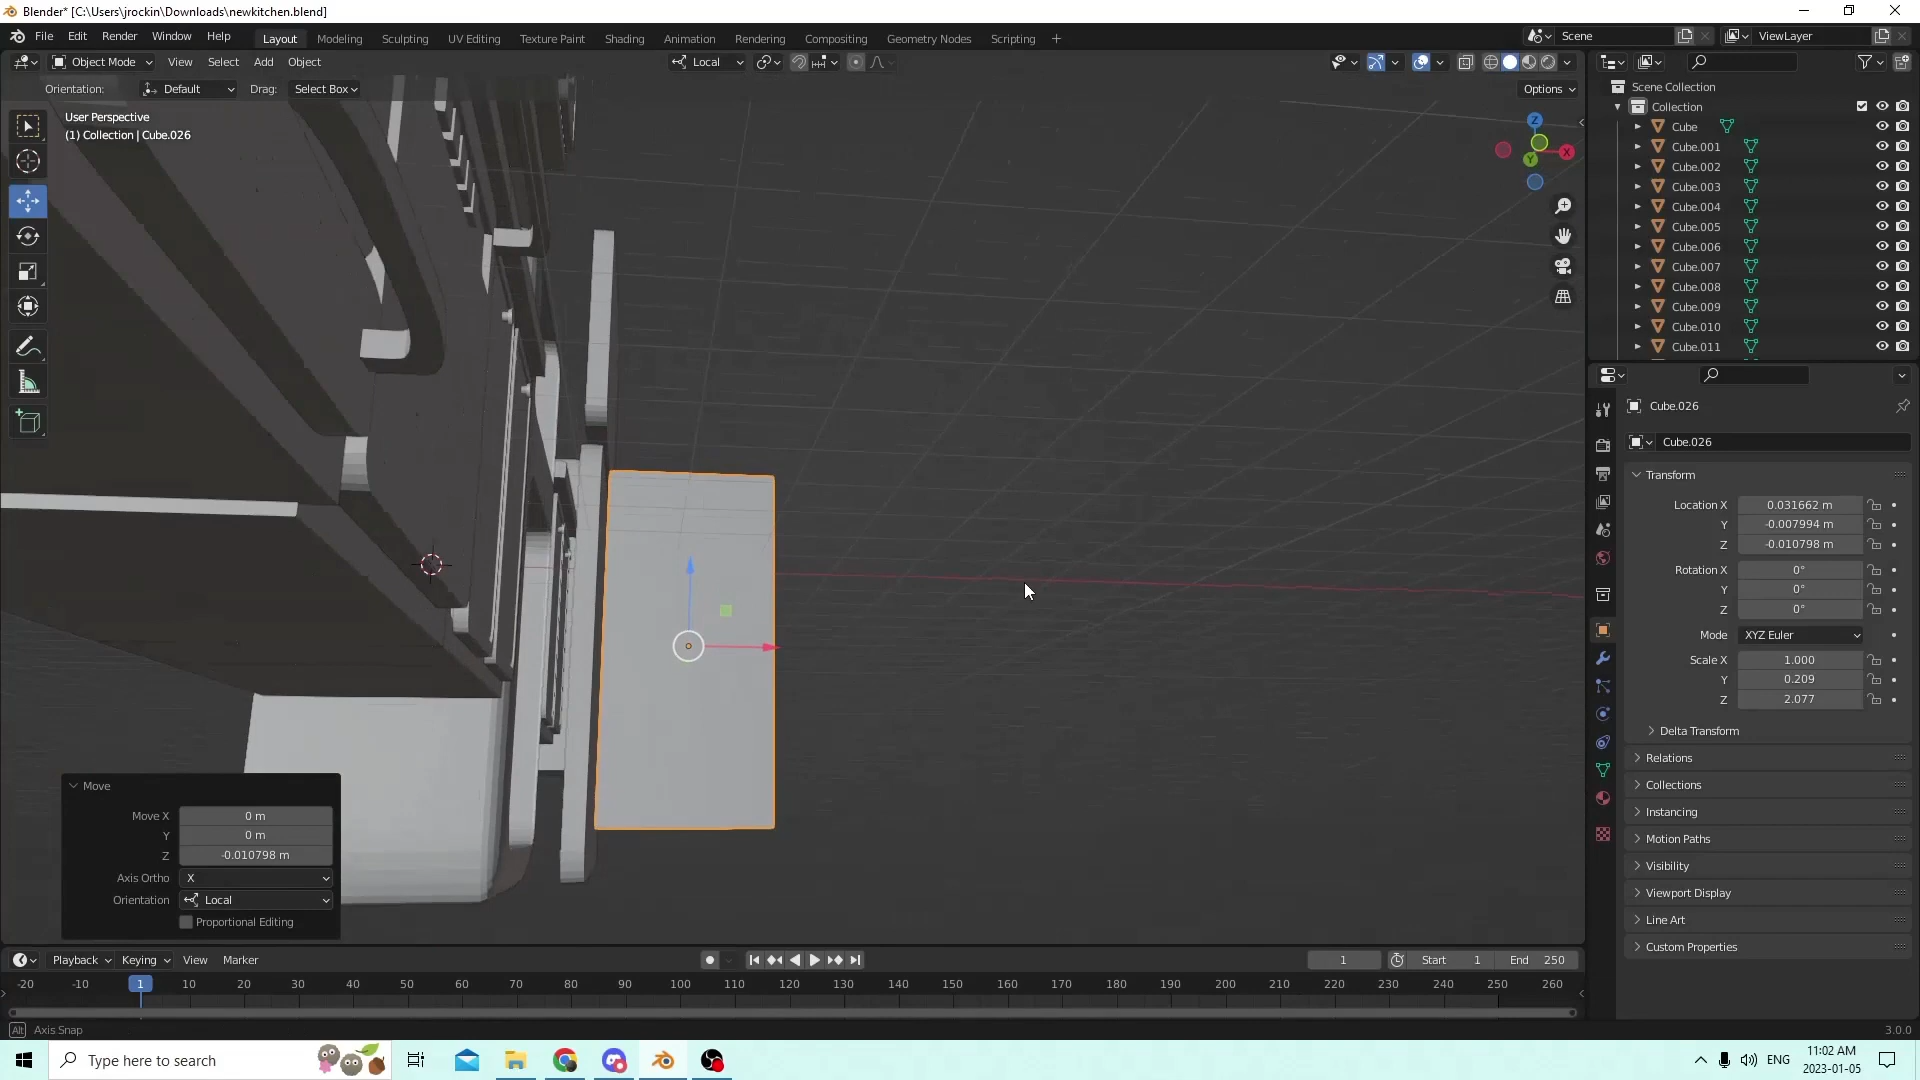 Blender* [C:\Users\jrockin\Downloads\newkitchen.blend]
File Edit Render Window Help Layout Modeling Sculpting UV Editing Texture Paint Shading Animation Rendering Compositing Geometry Nodes Scripting + Scene ViewLayer
Object Mode View Select Add Object Local
Orientation: Default Drag: Select Box Options
User Perspective
(1) Collection | Cube.026
Z
X
Y
Scene Collection
Collection
Cube
Cube.001
Cube.002
Cube.003
Cube.004
Cube.005
Cube.006
Cube.007
Cube.008
Cube.009
Cube.010
Cube.011
Cube.026
Cube.026
Transform
Location X 0.031662 m
Y -0.007994 m
Z -0.010798 m
Rotation X 0°
Y 0°
Z 0°
Mode XYZ Euler
Scale X 1.000
Y 0.209
Z 2.077
Delta Transform
Relations
Collections
Instancing
Motion Paths
Visibility
Viewport Display
Line Art
Custom Properties
Move
Move X 0 m
Y 0 m
Z -0.010798 m
Axis Ortho X
Orientation Local
Proportional Editing
Playback Keying View Marker 1 Start 1 End 250
-20 -10 1 10 20 30 40 50 60 70 80 90 100 110 120 130 140 150 160 170 180 190 200 210 220 230 240 250 260
Alt Axis Snap 3.0.0
Type here to search ENG 11:02 AM
2023-01-05